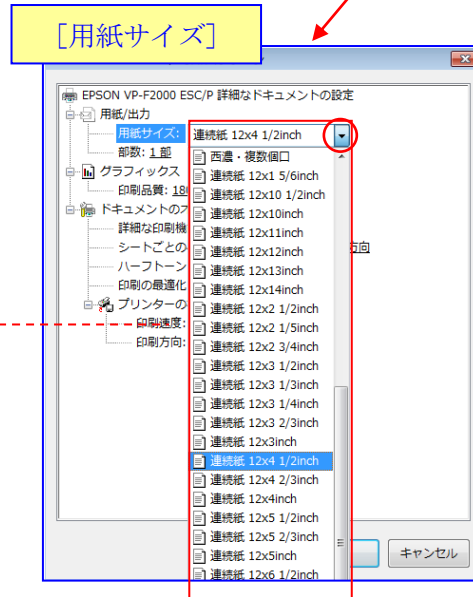 ［用紙サイズ］
EPSON VP-F2000 ESC/P 詳細なドキュメントの設定
用紙/出力
用紙サイズ: 連続紙 12x4 1/2inch
部数: 1 部
西濃・複数個口
グラフィックス
連続紙 12x1 5/6inch
印刷品質: 180
連続紙 12x10 1/2inch
連続紙 12x10inch
詳細な印刷機
連続紙 12x11inch
シートごとの
連続紙 12x12inch
方向
ハーフトーン
連続紙 12x13inch
印刷の最適化
連続紙 12x14inch
プリンターの
連続紙 12x2 1/2inch
印刷速度:
連続紙 12x2 1/5inch
印刷方向:
連続紙 12x2 3/4inch
連続紙 12x3 1/2inch
連続紙 12x3 1/3inch
連続紙 12x3 1/4inch
連続紙 12x3 2/3inch
連続紙 12x3inch
連続紙 12x4 1/2inch
連続紙 12x4 2/3inch
連続紙 12x4inch
連続紙 12x5 1/2inch
連続紙 12x5 2/3inch
連続紙 12x5inch
連続紙 12x6 1/2inch
キャンセル